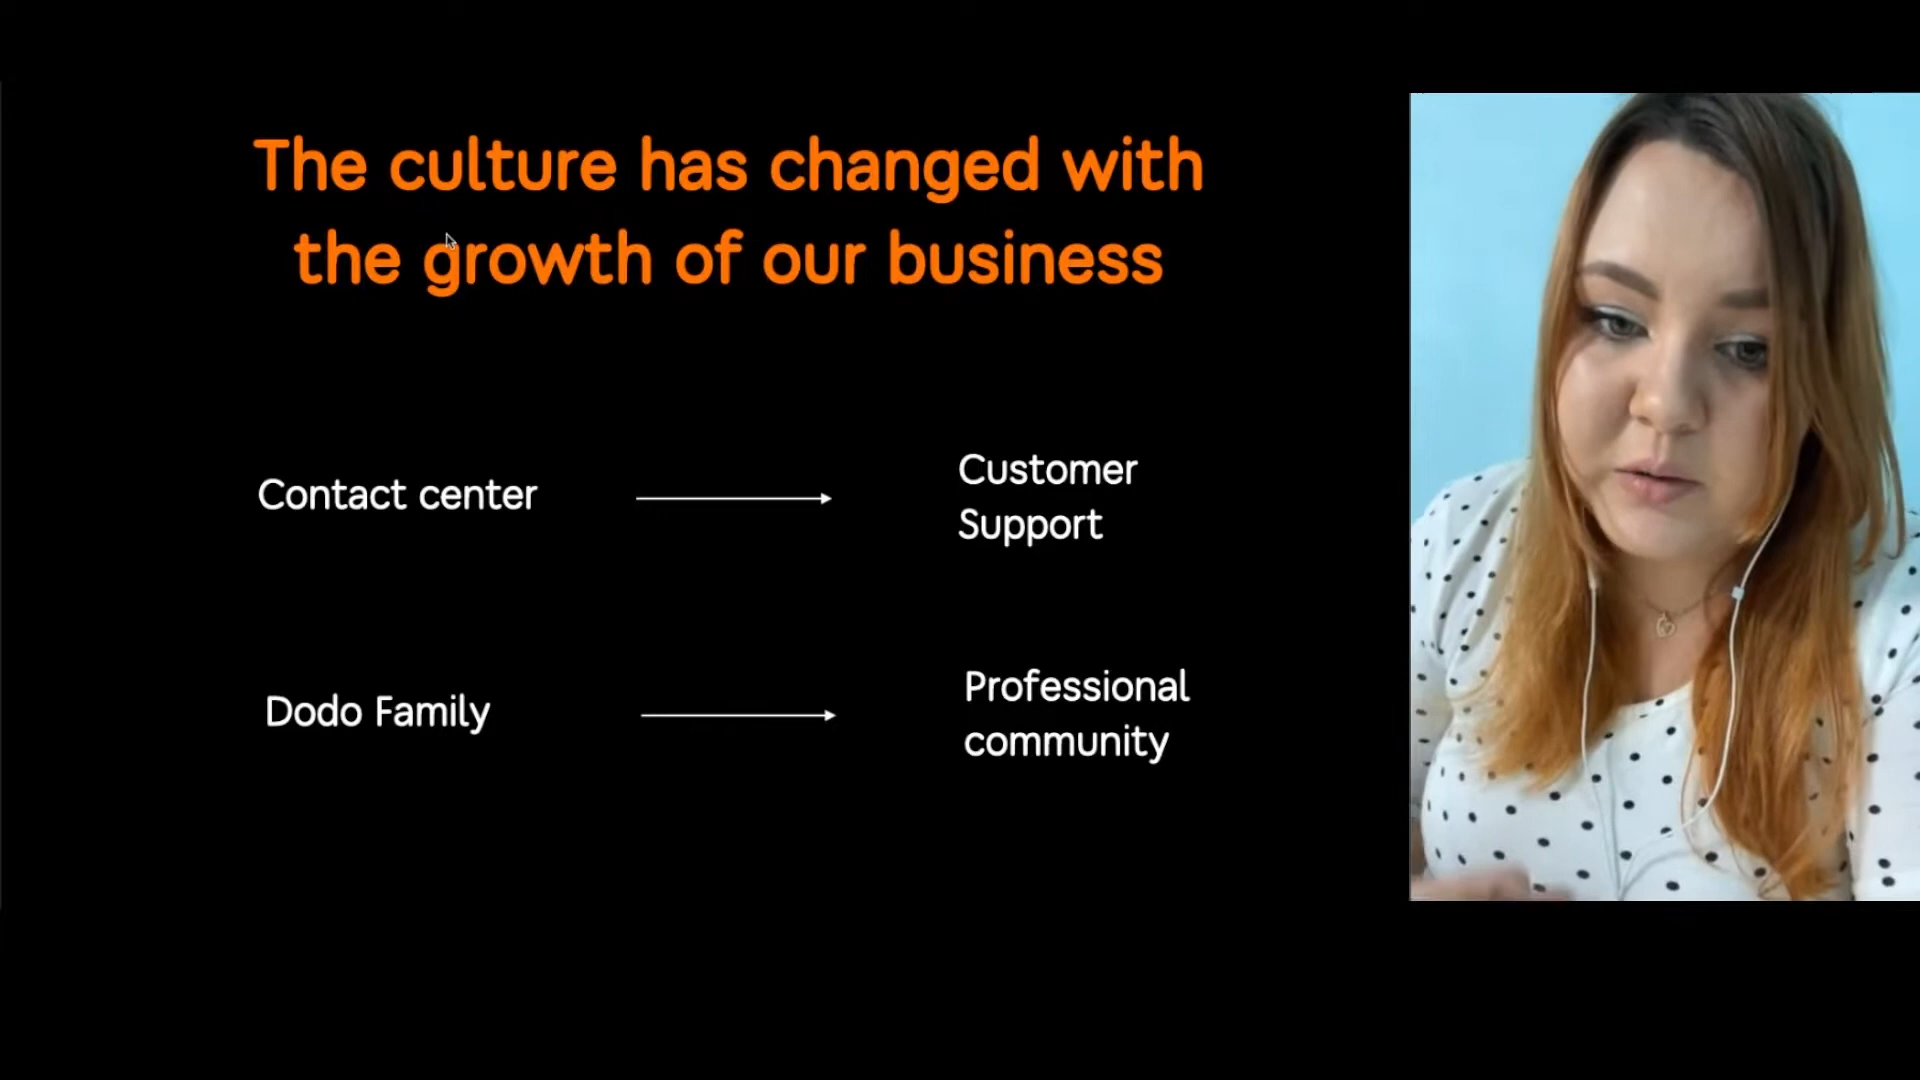 The culture has changed with
the growth of our business
Contact center
Customer
Support
Dodo Family
Professional
community